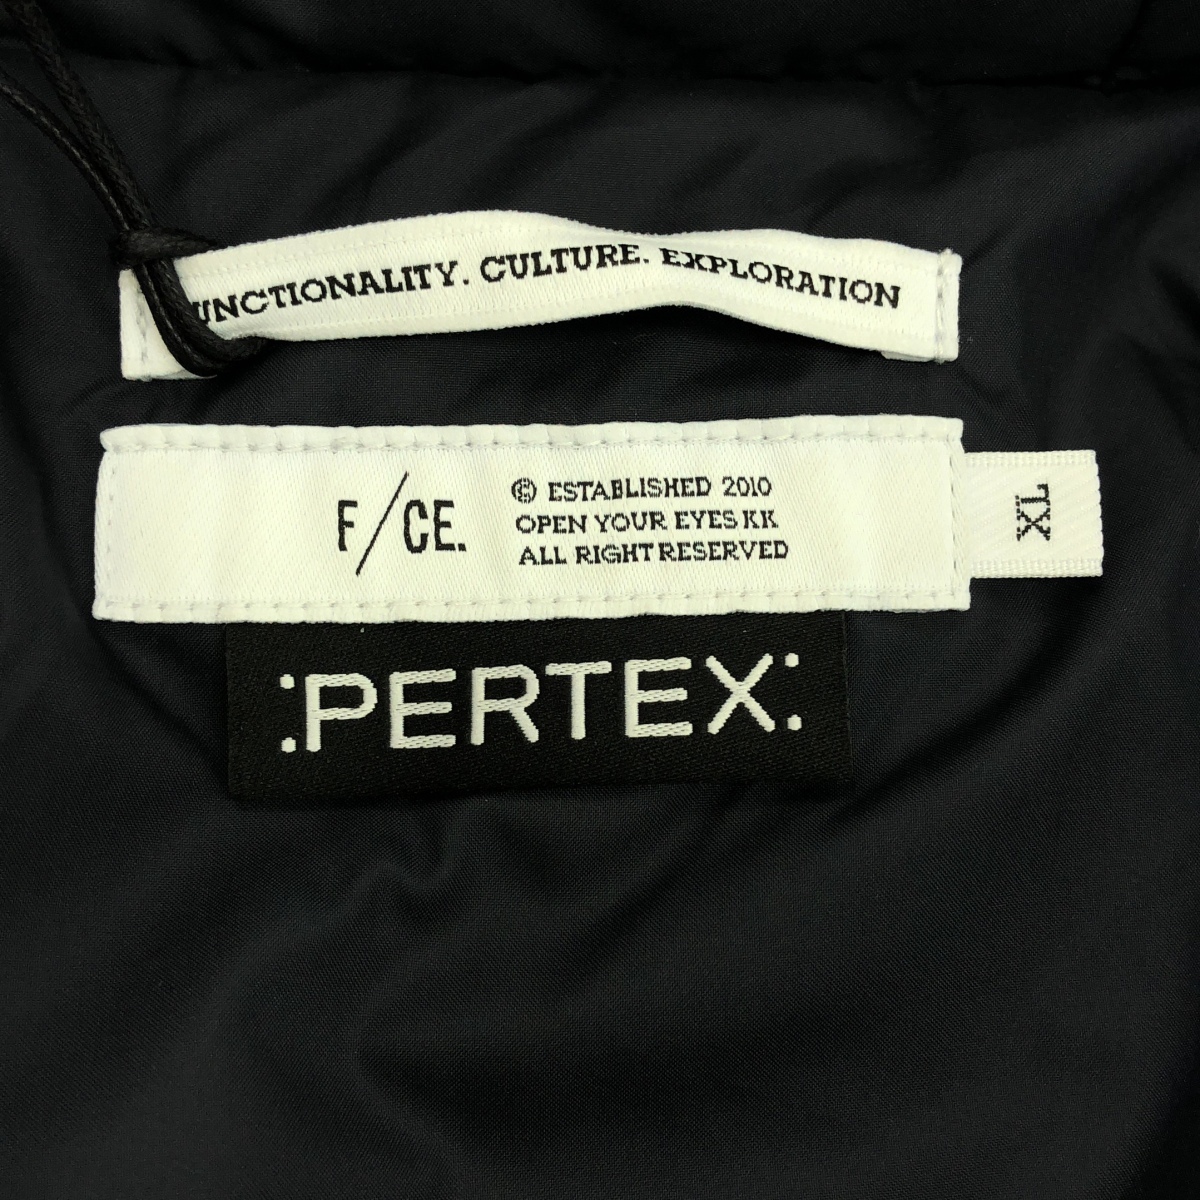 UNCTIONALITY. CULTURE. EXPLORATION
F/CE.
© ESTABLISHED 2010
OPEN YOUR EYES KK
ALL RIGHT RESERVED
XL
:PERTEX: